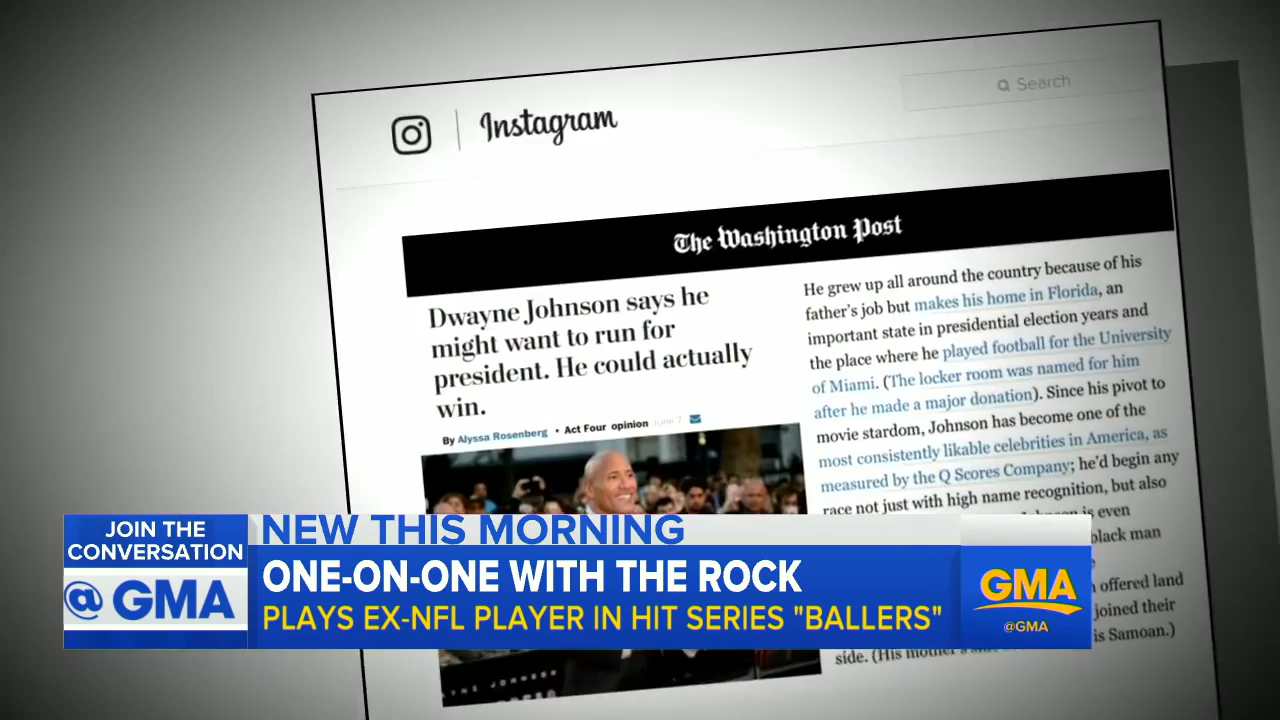 Instagram
Search
The Washington Post
Dwayne Johnson says he
might want to run for
president. He could actually
win.
By Alyssa Rosenberg • Act Four opinion June 7
He grew up all around the country because of his
father's job but makes his home in Florida, an
important state in presidential election years and
the place where he played football for the University
of Miami. (The locker room was named for him
after he made a major donation). Since his pivot to
movie stardom, Johnson has become one of the
most consistently likable celebrities in America, as
measured by the Q Scores Company; he'd begin any
race not just with high name recognition, but also
is even
black man
offered land
joined their
is Samoan.)
side. (His mother's
JOIN THE
CONVERSATION
@GMA
NEW THIS MORNING
ONE-ON-ONE WITH THE ROCK
PLAYS EX-NFL PLAYER IN HIT SERIES "BALLERS"
GMA
@GMA
JOHNSON